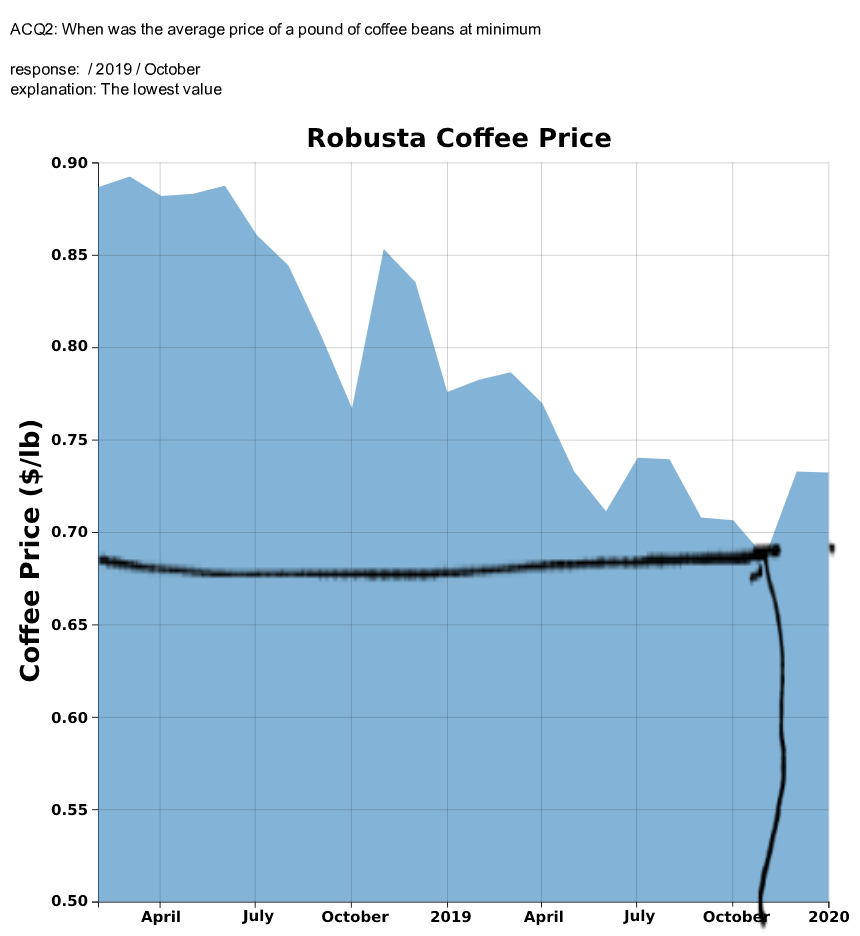 ACQ2: When was the average price of a pound of coffee beans at minimum
response:  / 2019 / October
explanation: The lowest value
Robusta Coffee Price
Coffee Price ($/lb)
0.90
0.85
0.80
0.75
0.70
0.65
0.60
0.55
0.50
April July October 2019 April July October 2020